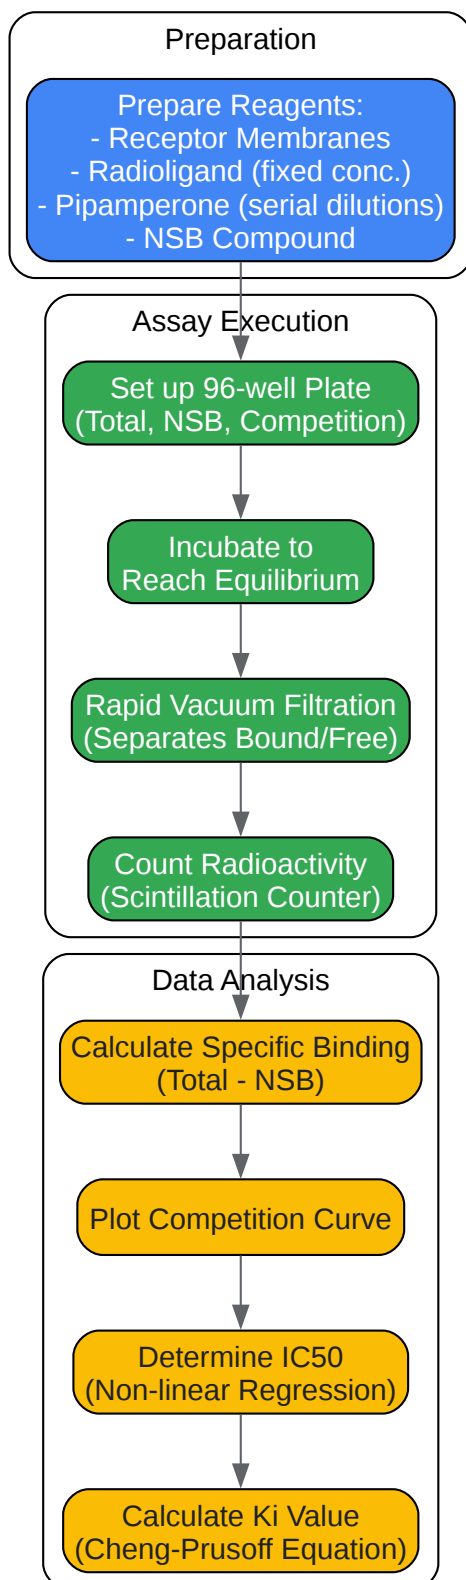 Preparation
Prepare Reagents:
- Receptor Membranes
- Radioligand (fixed conc.)
- Pipamperone (serial dilutions)
- NSB Compound
Assay Execution
Set up 96-well Plate
(Total, NSB, Competition)
Incubate to
Reach Equilibrium
Rapid Vacuum Filtration
(Separates Bound/Free)
Count Radioactivity
(Scintillation Counter)
Data Analysis
Calculate Specific Binding
(Total - NSB)
Plot Competition Curve
Determine IC50
(Non-linear Regression)
Calculate Ki Value
(Cheng-Prusoff Equation)